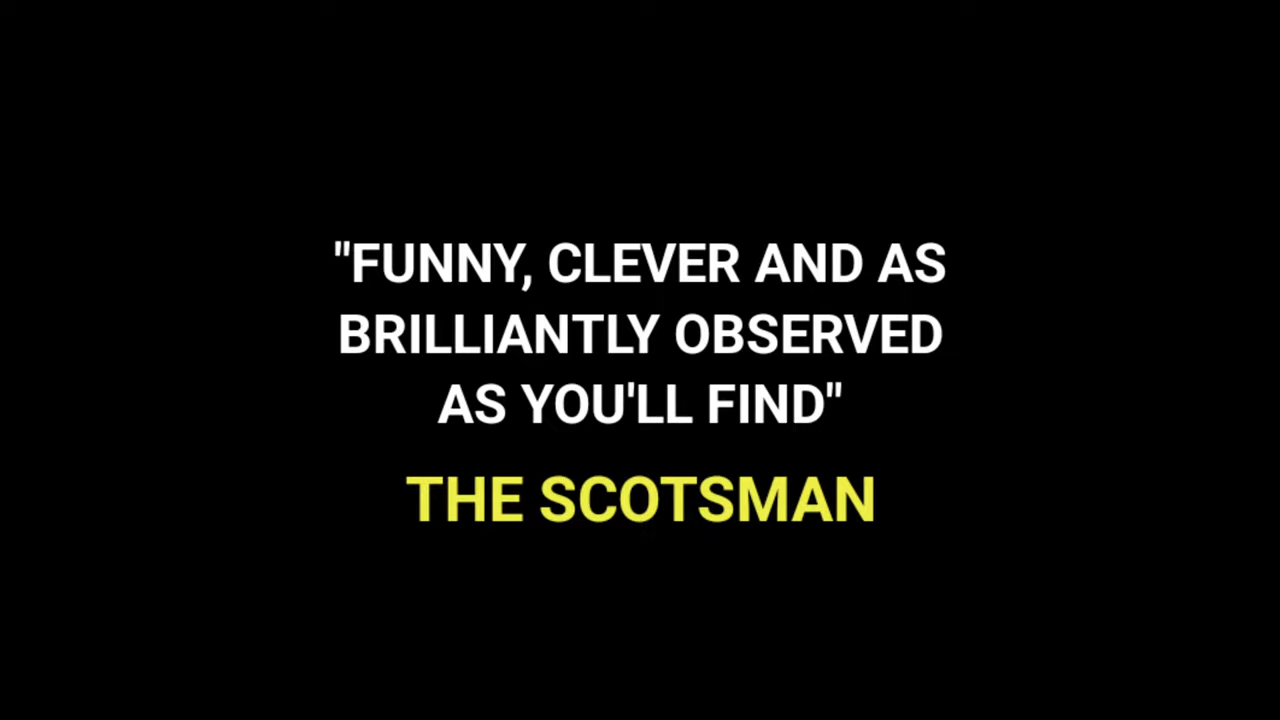 "FUNNY, CLEVER AND AS
BRILLIANTLY OBSERVED
AS YOU'LL FIND"
THE SCOTSMAN